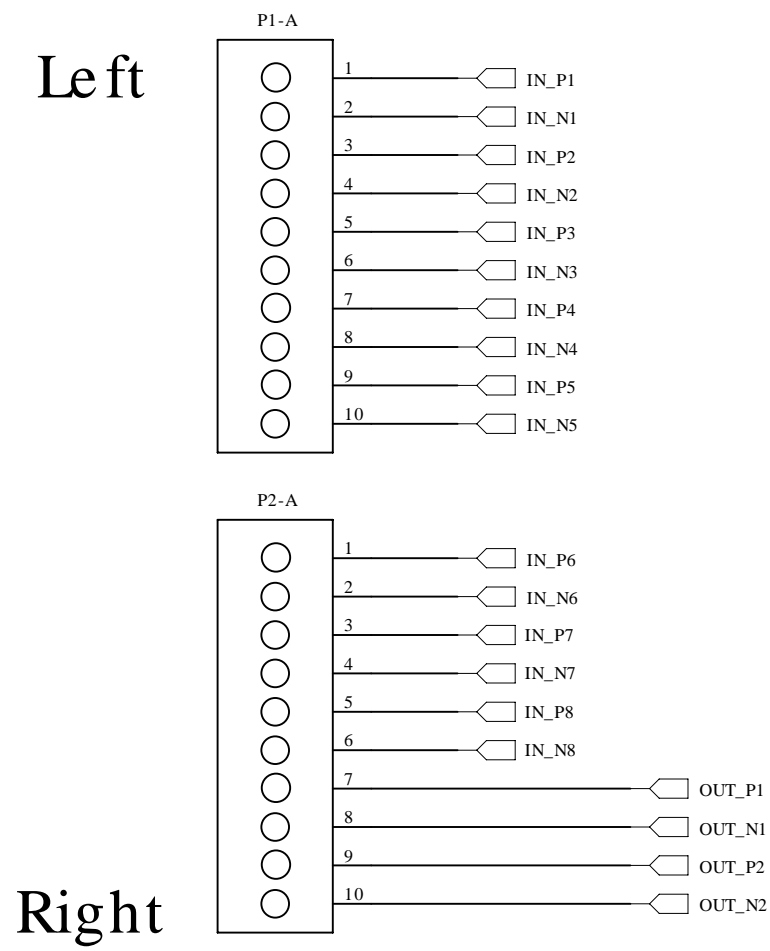 P1-A
Left
1 IN_P1
2 IN_N1
3 IN_P2
4 IN_N2
5 IN_P3
6 IN_N3
7 IN_P4
8 IN_N4
9 IN_P5
10 IN_N5
P2-A
1 IN_P6
2 IN_N6
3 IN_P7
4 IN_N7
5 IN_P8
6 IN_N8
7 OUT_P1
8 OUT_N1
9 OUT_P2
10 OUT_N2
Right